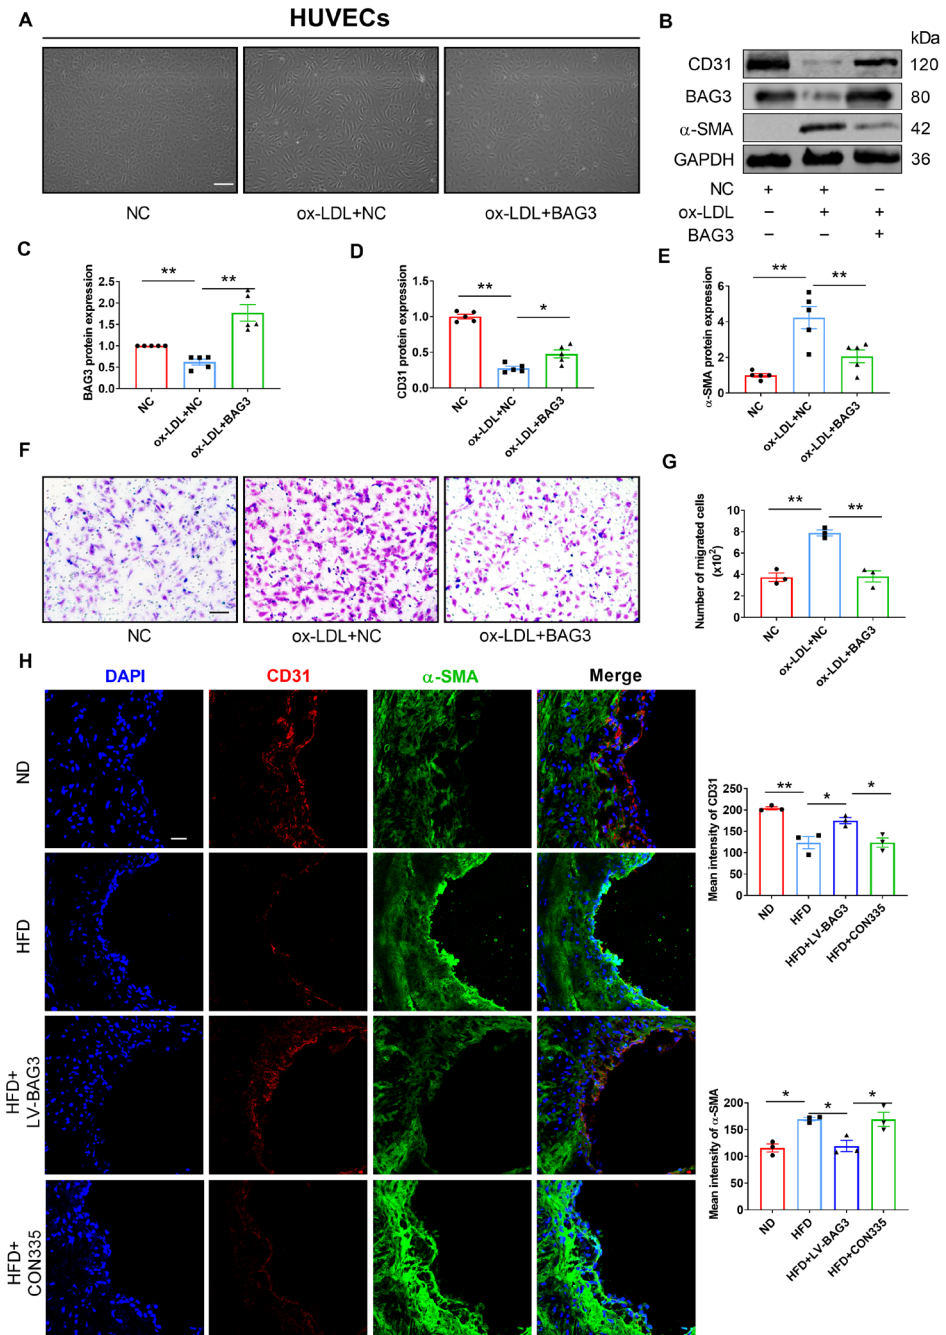 A
HUVECs
NC
ox-LDL+NC
ox-LDL+BAG3
B
kDa
CD31
120
BAG3
80
α-SMA
42
GAPDH
36
NC + + –
ox-LDL – + +
BAG3 – – +
C
BAG3 protein expression
2.5
2.0
1.5
1.0
0.5
0.0
** **
NC
ox-LDL+NC
ox-LDL+BAG3
D
CD31 protein expression
1.5
1.0
0.5
0.0
** *
NC
ox-LDL+NC
ox-LDL+BAG3
E
α-SMA protein expression
6
4
2
0
** **
NC
ox-LDL+NC
ox-LDL+BAG3
F
NC
ox-LDL+NC
ox-LDL+BAG3
G
Number of migrated cells
(x10²)
10
8
6
4
2
0
** **
NC
ox-LDL+NC
ox-LDL+BAG3
H
DAPI
CD31
α-SMA
Merge
ND
HFD
HFD+
LV-BAG3
HFD+
CON335
Mean intensity of CD31
250
200
150
100
50
0
** * *
ND
HFD
HFD+LV-BAG3
HFD+CON335
Mean intensity of α-SMA
200
150
100
50
0
* * *
ND
HFD
HFD+LV-BAG3
HFD+CON335